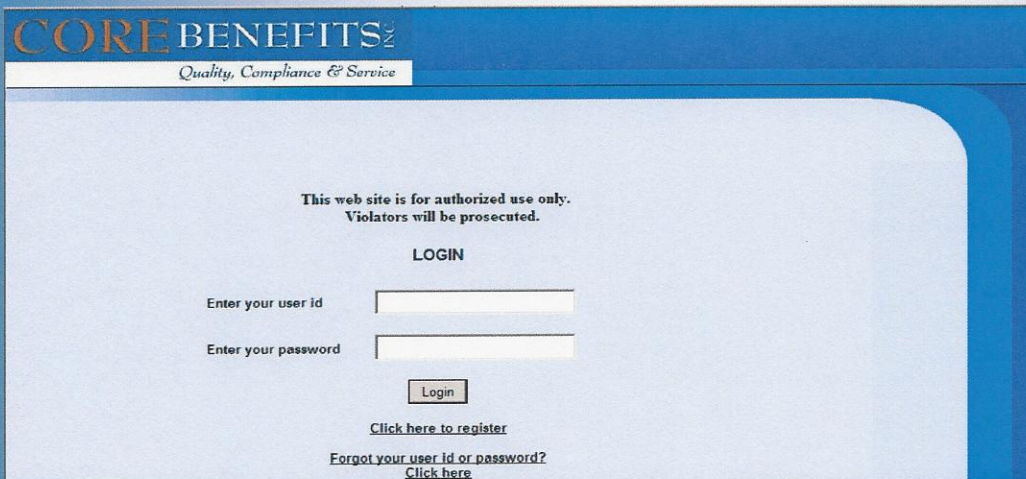 CORE BENEFITS INC
Quality, Compliance & Service
This web site is for authorized use only.
Violators will be prosecuted.
LOGIN
Enter your user id
Enter your password
Login
Click here to register
Forgot your user id or password?
Click here